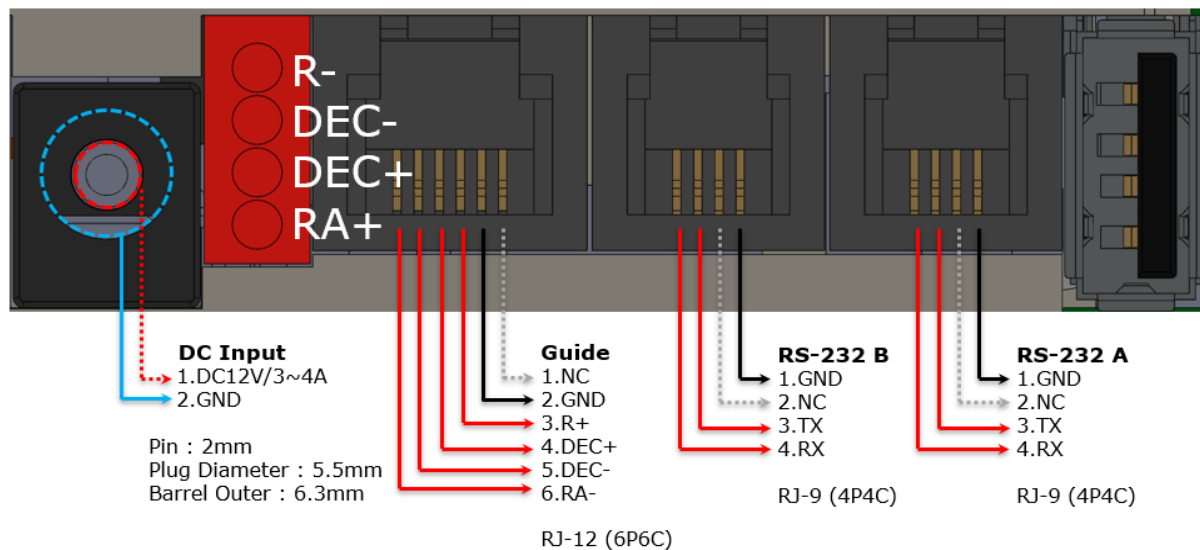 R-
DEC-
DEC+
RA+
DC Input
1.DC12V/3~4A
2.GND
Pin : 2mm
Plug Diameter : 5.5mm
Barrel Outer : 6.3mm
Guide
1.NC
2.GND
3.R+
4.DEC+
5.DEC-
6.RA-
RJ-12 (6P6C)
RS-232 B
1.GND
2.NC
3.TX
4.RX
RJ-9 (4P4C)
RS-232 A
1.GND
2.NC
3.TX
4.RX
RJ-9 (4P4C)